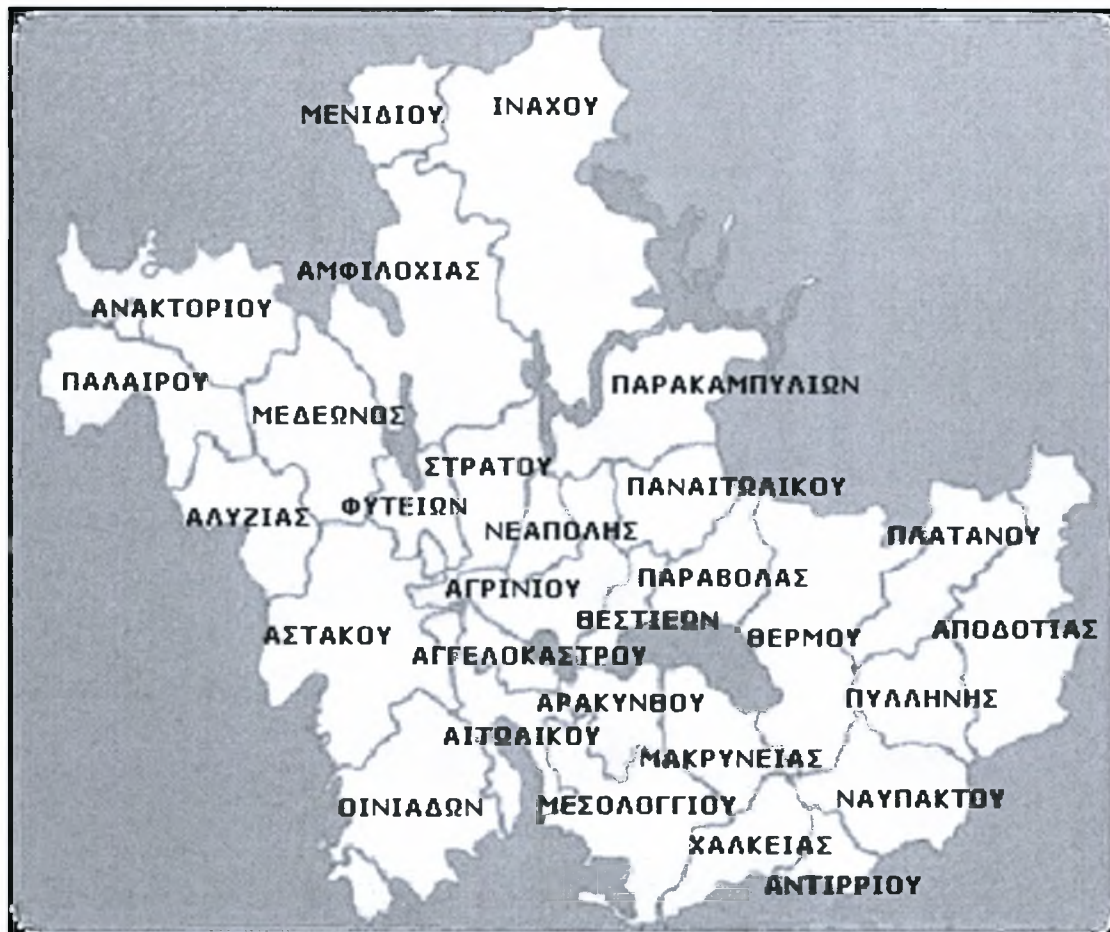 ΙΝΑΧΟΥ
ΜΕΝΙΔΙΟΥ
ΑΜΦΙΛΟΧΙΑΣ
ΑΝΑΚΤΟΡΙΟΥ
ΠΑΛΑΙΡΟΥ
ΠΑΡΑΚΑΜΠΥΛΙΩΝ
ΜΕΔΕΩΝΟΣ
ΣΤΡΑΤΟΥ
ΠΑΝΑΙΤΩΛΙΚΟΥ
ΦΥΤΕΙΩΝ
ΑΛΥΖΙΑΣ
ΝΕΑΠΟΛΗΣ
ΠΛΑΤΑΝΟΥ
ΠΑΡΑΒΟΛΑΣ
ΑΓΡΙΝΙΟΥ
ΘΕΣΤΙΕΩΝ
ΑΣΤΑΚΟΥ
ΘΕΡΜΟΥ
ΑΠΟΔΟΤΙΑΣ
ΑΓΓΕΛΟΚΑΣΤΡΟΥ
ΠΥΛΛΗΝΗΣ
ΑΡΑΚΥΝΘΟΥ
ΑΙΤΩΛΙΚΟΥ
ΜΑΚΡΥΝΕΙΑΣ
ΟΙΝΙΑΔΩΝ
ΜΕΣΟΛΟΓΓΙΟΥ
ΝΑΥΠΑΚΤΟΥ
ΧΑΛΚΕΙΑΣ
ΑΝΤΙΡΡΙΟΥ